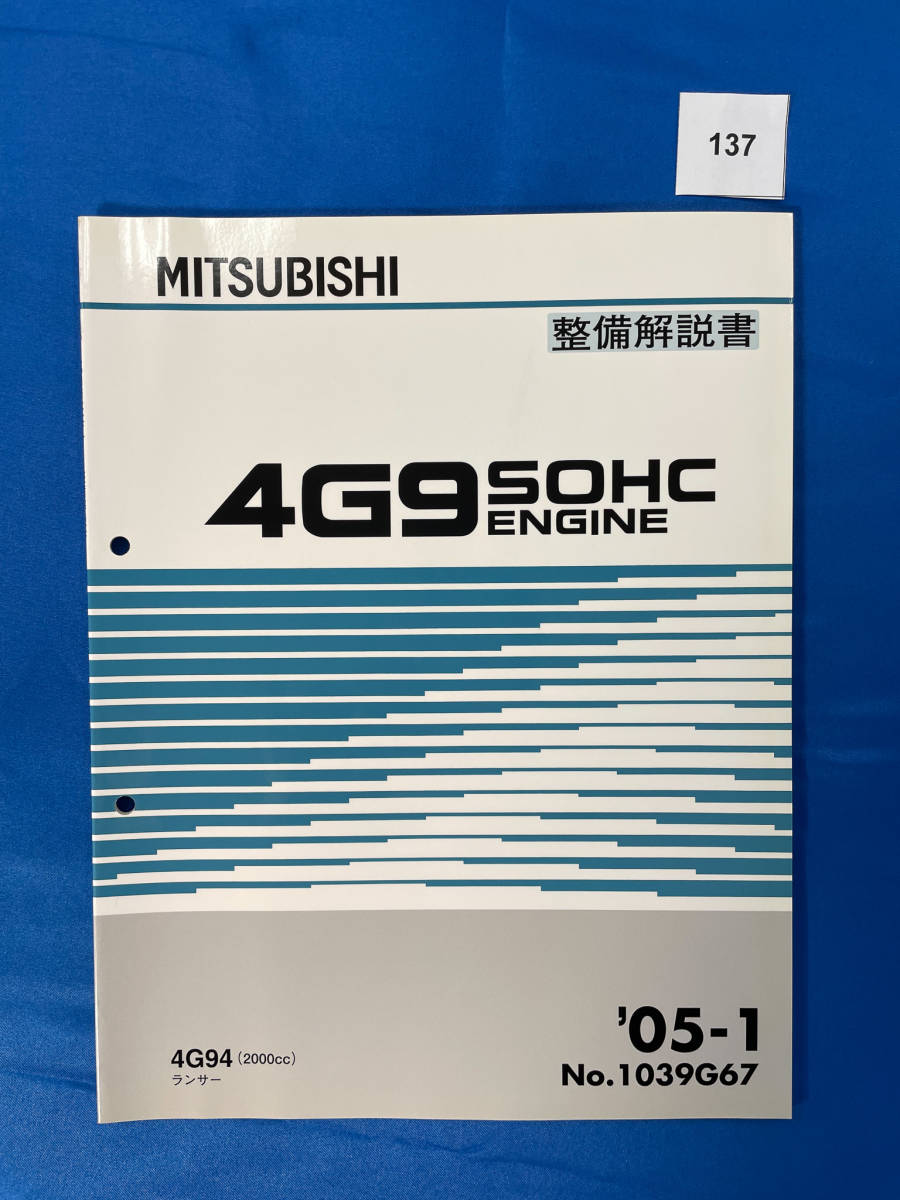 137
MITSUBISHI
整備解説書
4G9 SOHC
ENGINE
'05-1
No.1039G67
4G94 (2000cc)
ランサー